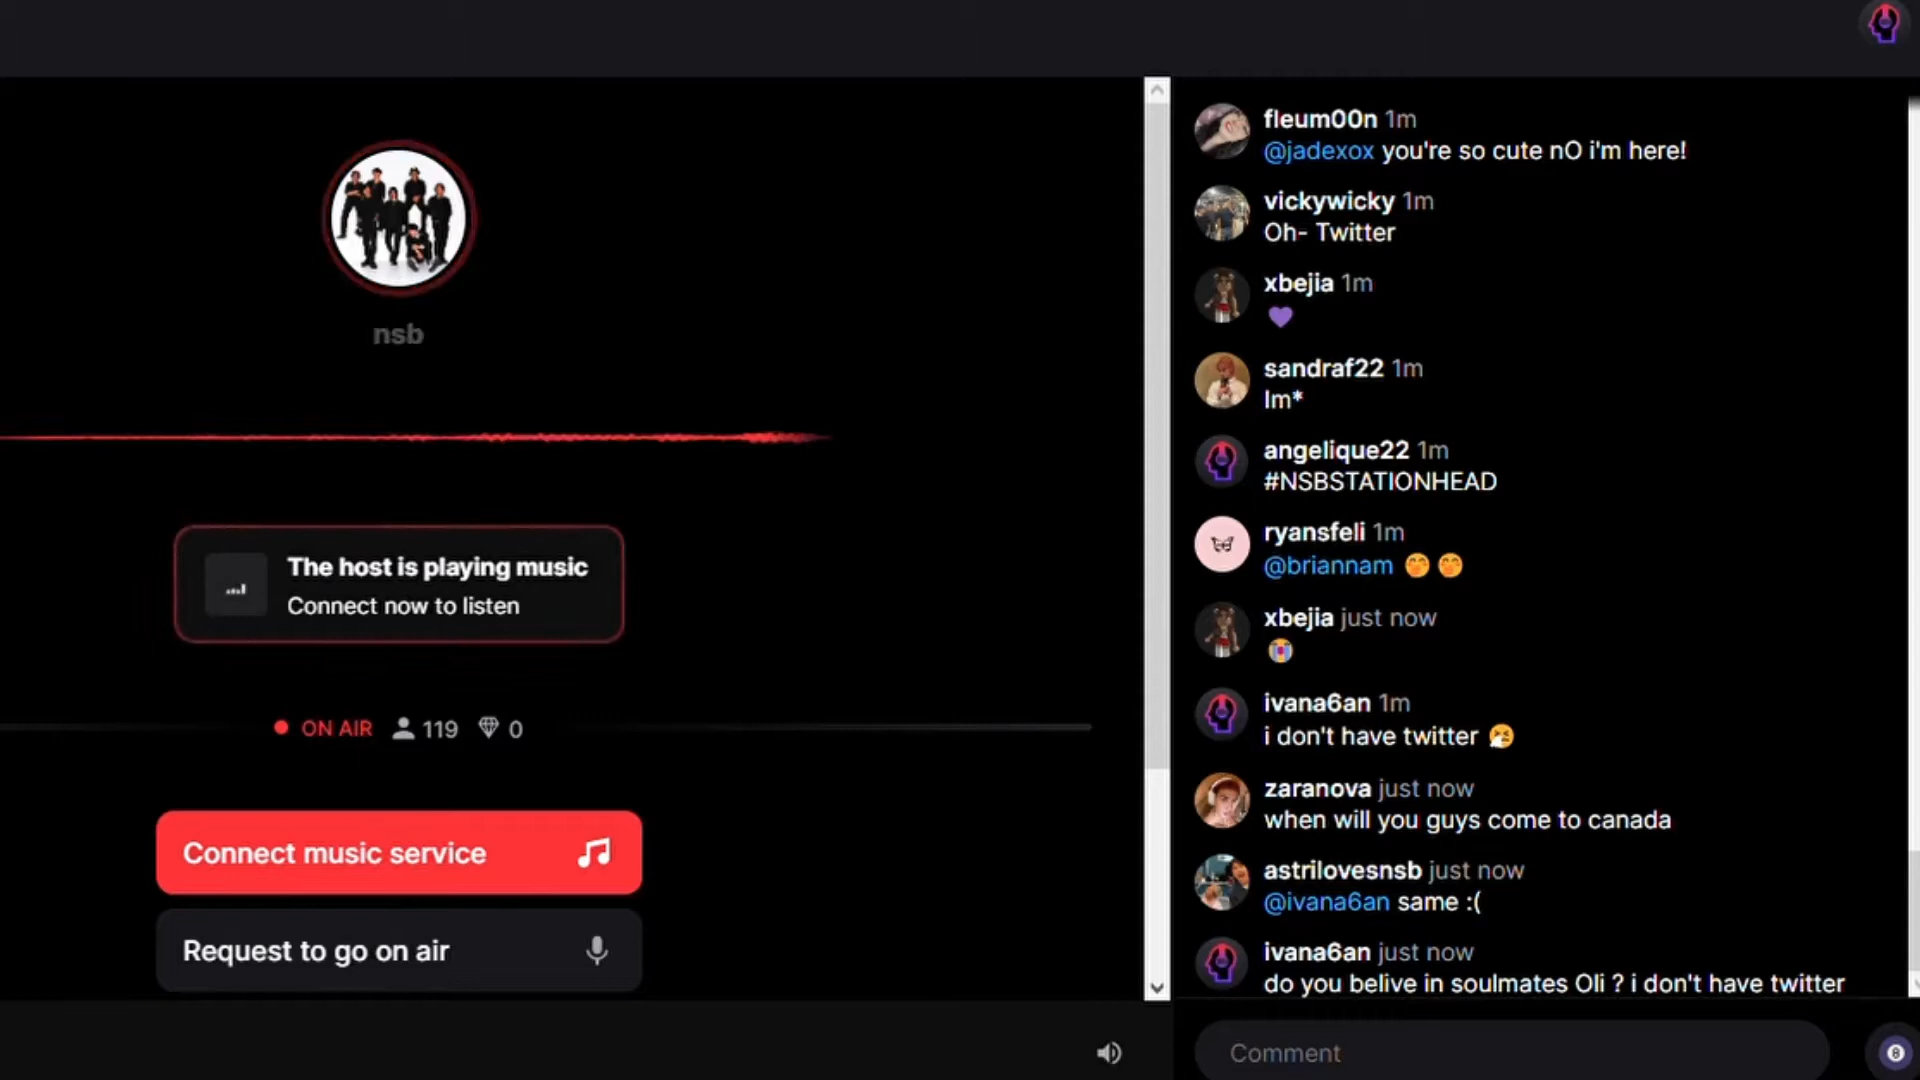 nsb
The host is playing music
Connect now to listen
ON AIR 119 0
Connect music service
Request to go on air
fleum00n 1m
@jadexox you're so cute nO i'm here!
vickywicky 1m
Oh- Twitter
xbejia 1m
💜
sandraf22 1m
Im*
angelique22 1m
#NSBSTATIONHEAD
ryansfeli 1m
@briannam 🤭 🤭
xbejia just now
😭
ivana6an 1m
i don't have twitter 🤧
zaranova just now
when will you guys come to canada
astrilovesnsb just now
@ivana6an same :(
ivana6an just now
do you belive in soulmates Oli ? i don't have twitter
Comment